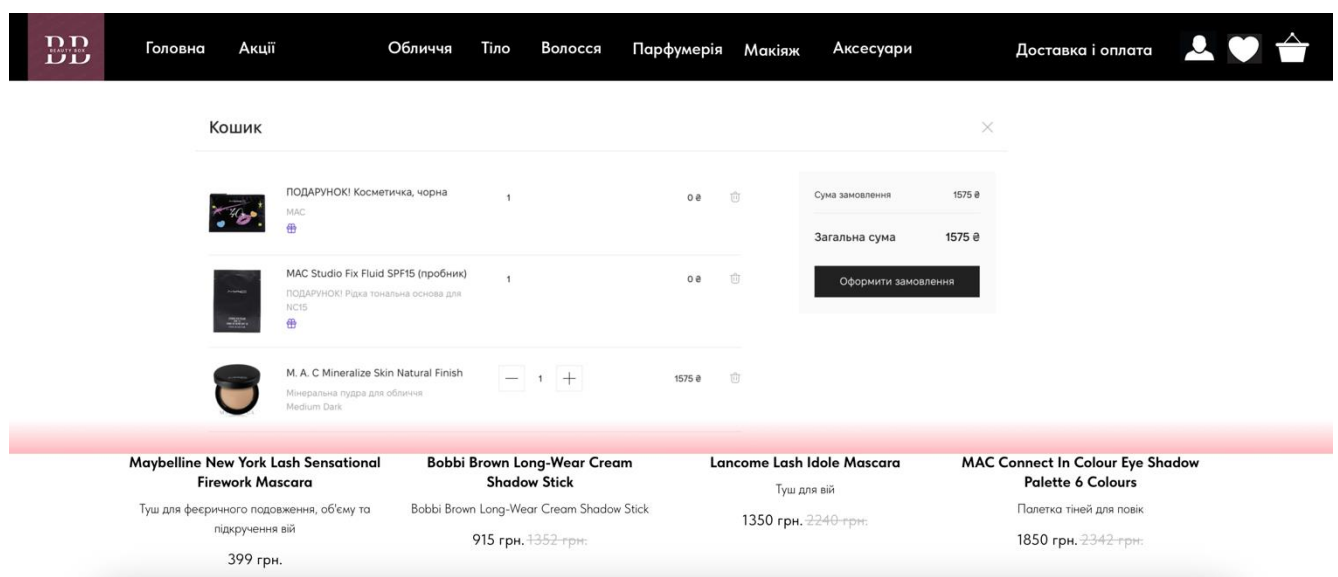 BB
BEAUTY BOX
Головна Акції Обличчя Тіло Волосся Парфумерія Макіяж Аксесуари Доставка і оплата
Кошик
ПОДАРУНОК! Косметичка, чорна 1 0 ₴
MAC
MAC Studio Fix Fluid SPF15 (пробник) 1 0 ₴
ПОДАРУНОК! Рідка тональна основа для
NC15
M. A. C Mineralize Skin Natural Finish — 1 + 1575 ₴
Мінеральна пудра для обличчя
Medium Dark
Сума замовлення 1575 ₴
Загальна сума 1575 ₴
Оформити замовлення
Maybelline New York Lash Sensational
Firework Mascara
Туш для феєричного подовження, об'єму та
підкручення вій
399 грн.
Bobbi Brown Long-Wear Cream
Shadow Stick
Bobbi Brown Long-Wear Cream Shadow Stick
915 грн. 1352 грн.
Lancome Lash Idole Mascara
Туш для вій
1350 грн. 2240 грн.
MAC Connect In Colour Eye Shadow
Palette 6 Colours
Палетка тіней для повік
1850 грн. 2342 грн.